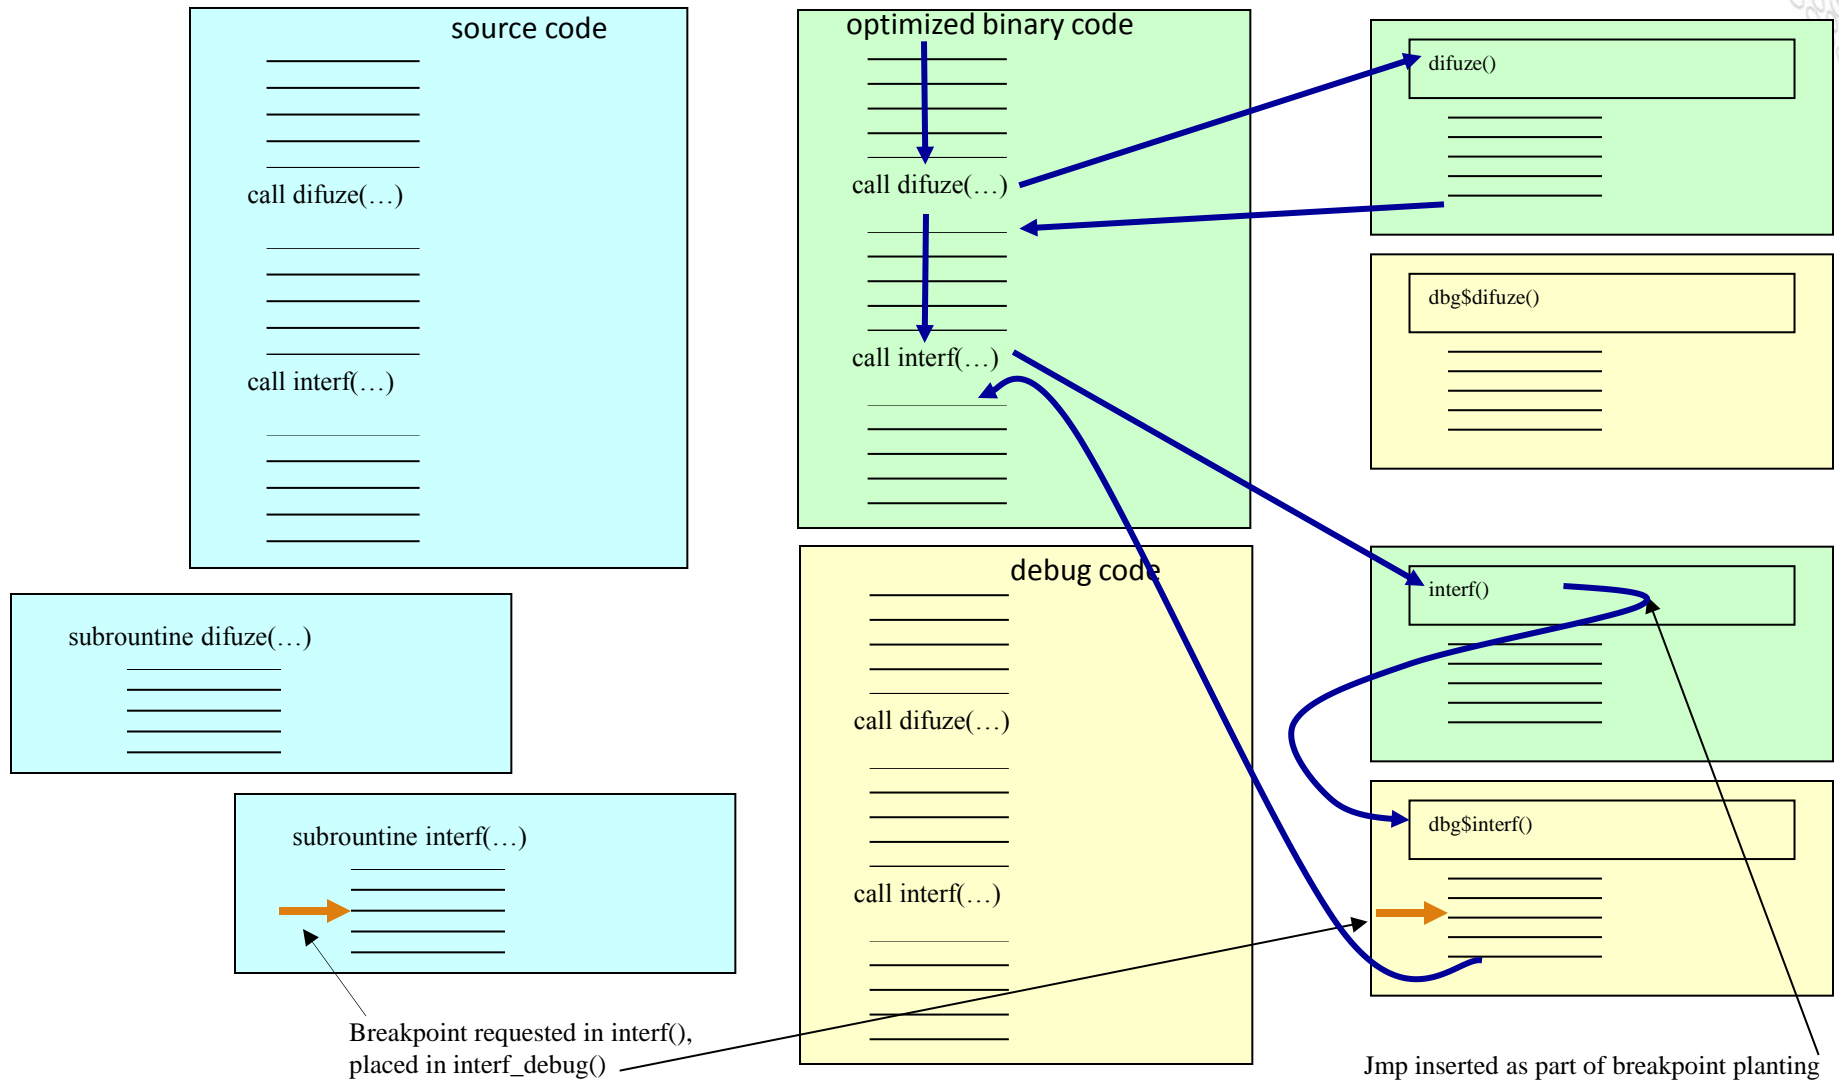 source code
call difuze(…)
call interf(…)
subrountine difuze(…)
subrountine interf(…)
Breakpoint requested in interf(),
placed in interf_debug()
optimized binary code
call difuze(…)
call interf(…)
debug code
call difuze(…)
call interf(…)
difuze()
dbg$difuze()
interf()
dbg$interf()
Jmp inserted as part of breakpoint planting